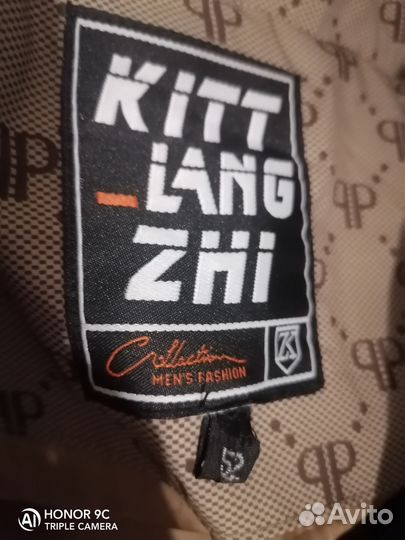 KITT
_LANG
ZHI
Collection
MEN'S FASHION
52
HONOR 9C
TRIPLE CAMERA
Avito